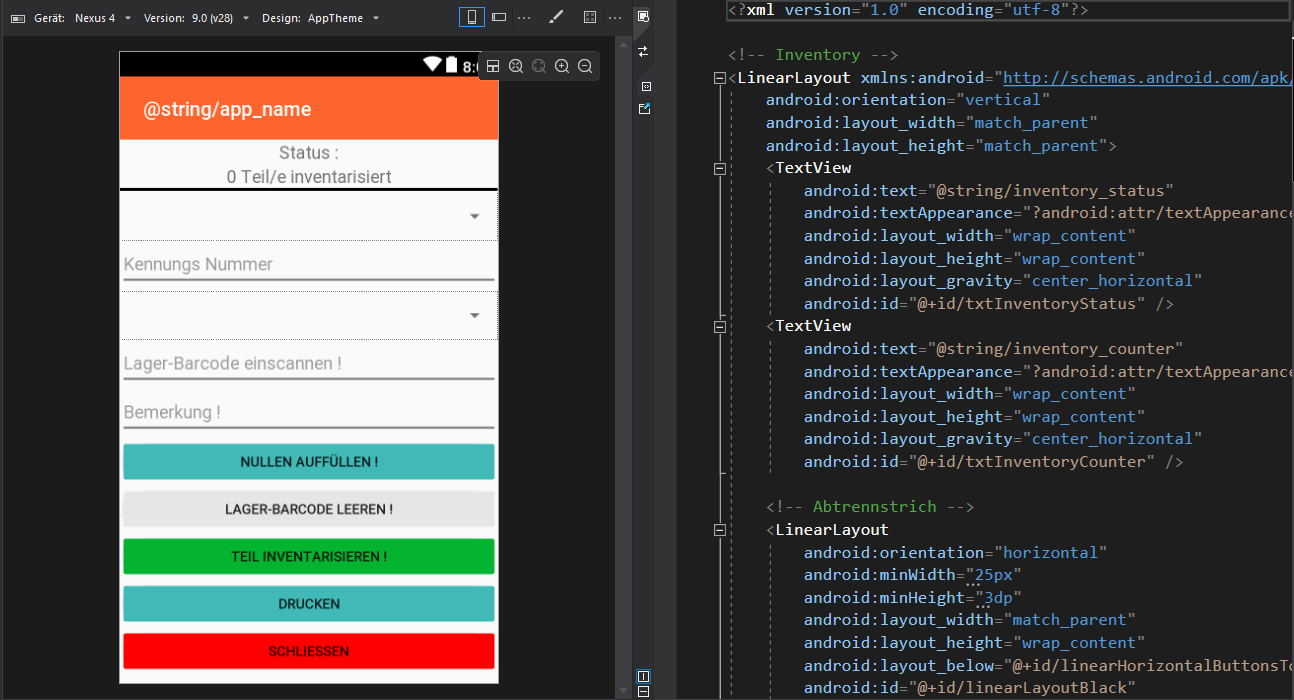 Gerät: Nexus 4 Version: 9.0 (v28) Design: AppTheme
8:
@string/app_name
Status :
0 Teil/e inventarisiert
Kennungs Nummer
Lager-Barcode einscannen !
Bemerkung !
NULLEN AUFFÜLLEN !
LAGER-BARCODE LEEREN !
TEIL INVENTARISIEREN !
DRUCKEN
SCHLIESSEN
<?xml version="1.0" encoding="utf-8"?>
<!-- Inventory -->
<LinearLayout xmlns:android="http://schemas.android.com/apk/
android:orientation="vertical"
android:layout_width="match_parent"
android:layout_height="match_parent">
<TextView
android:text="@string/inventory_status"
android:textAppearance="?android:attr/textAppearance
android:layout_width="wrap_content"
android:layout_height="wrap_content"
android:layout_gravity="center_horizontal"
android:id="@+id/txtInventoryStatus" />
<TextView
android:text="@string/inventory_counter"
android:textAppearance="?android:attr/textAppearance
android:layout_width="wrap_content"
android:layout_height="wrap_content"
android:layout_gravity="center_horizontal"
android:id="@+id/txtInventoryCounter" />
<!-- Abtrennstrich -->
<LinearLayout
android:orientation="horizontal"
android:minWidth="25px"
android:minHeight="3dp"
android:layout_width="match_parent"
android:layout_height="wrap_content"
android:layout_below="@+id/linearHorizontalButtonsTo
android:id="@+id/linearLayoutBlack"